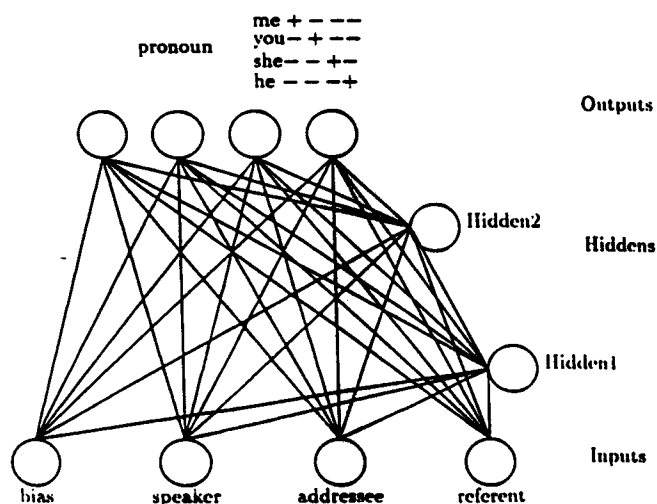 me + − − −
you − + − −
pronoun
she − − + −
he − − − +
Outputs
Hidden2
Hiddens
Hidden1
Inputs
bias speaker addressee referent